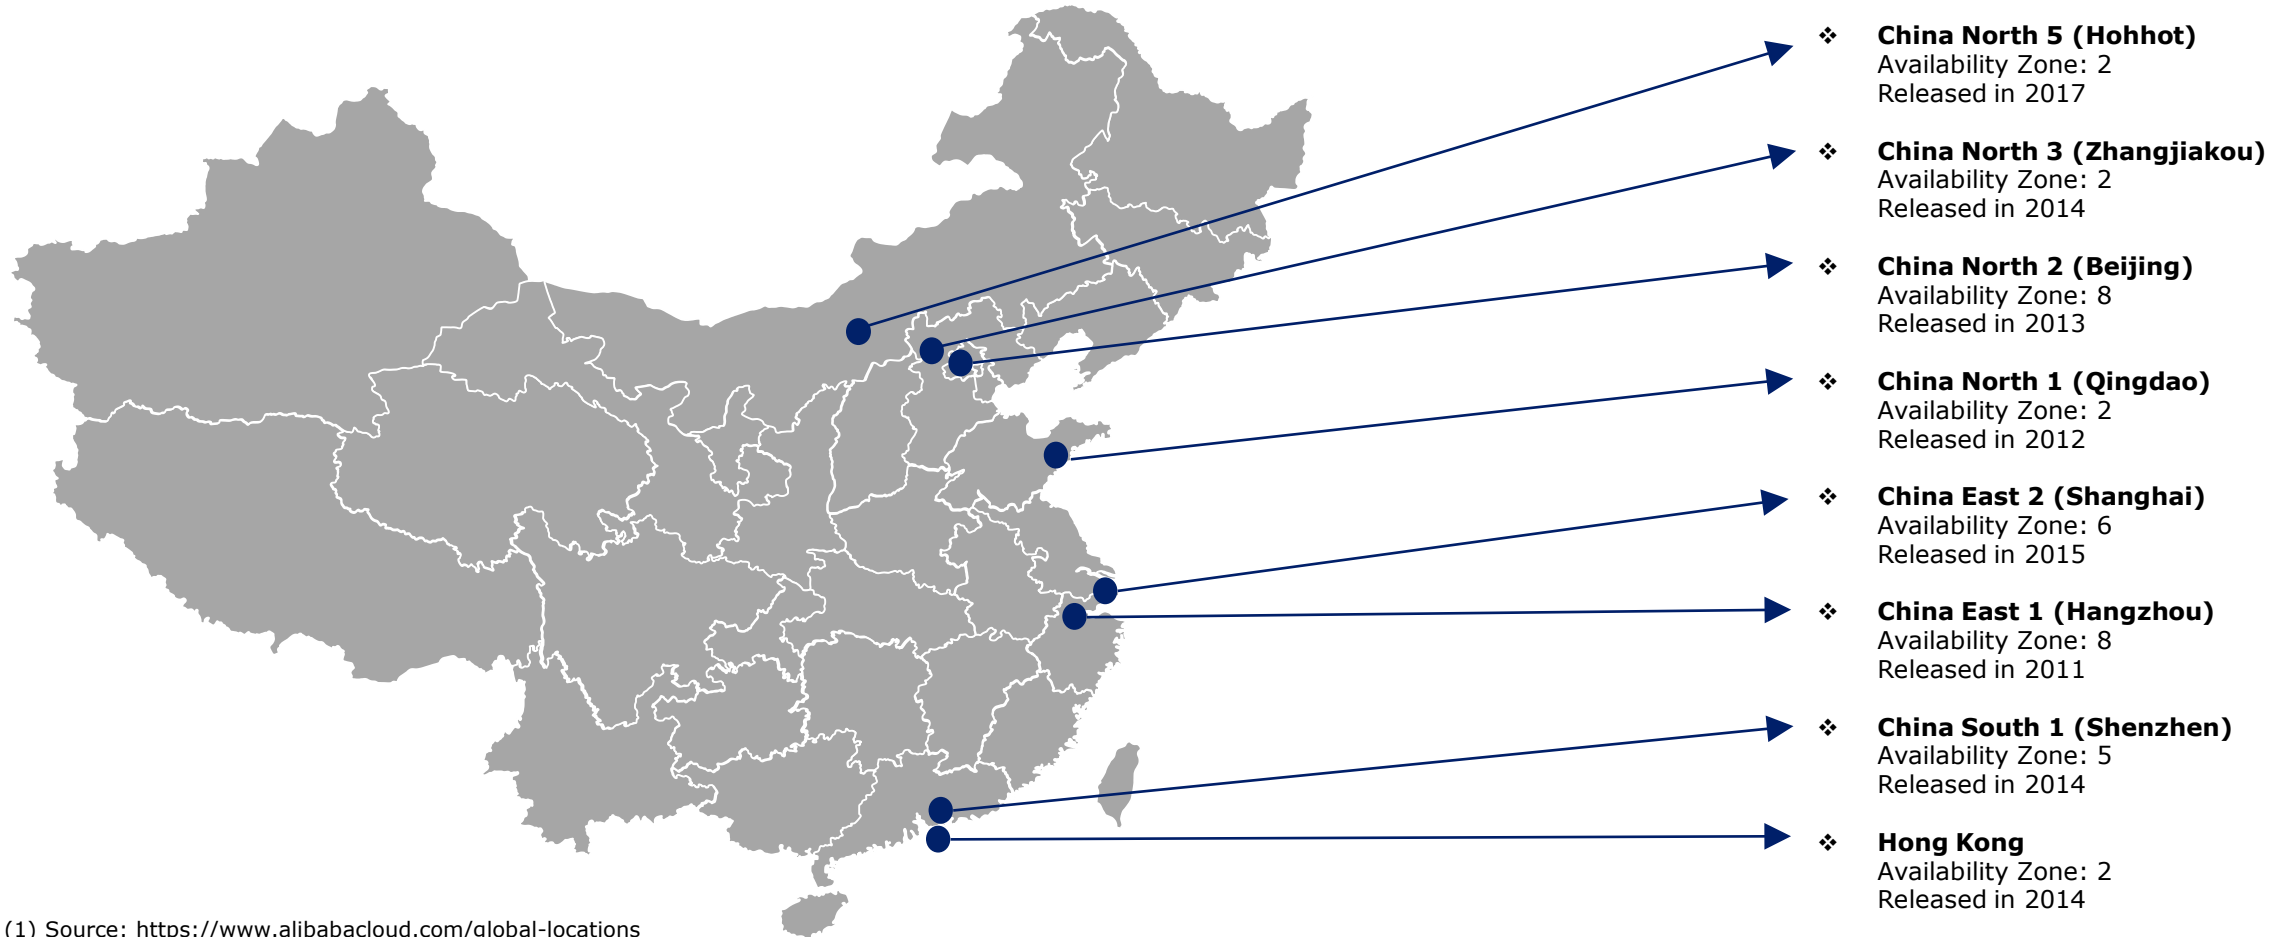 ❖ China North 5 (Hohhot)
Availability Zone: 2
Released in 2017
❖ China North 3 (Zhangjiakou)
Availability Zone: 2
Released in 2014
❖ China North 2 (Beijing)
Availability Zone: 8
Released in 2013
❖ China North 1 (Qingdao)
Availability Zone: 2
Released in 2012
❖ China East 2 (Shanghai)
Availability Zone: 6
Released in 2015
❖ China East 1 (Hangzhou)
Availability Zone: 8
Released in 2011
❖ China South 1 (Shenzhen)
Availability Zone: 5
Released in 2014
❖ Hong Kong
Availability Zone: 2
Released in 2014
(1) Source: https://www.alibabacloud.com/global-locations